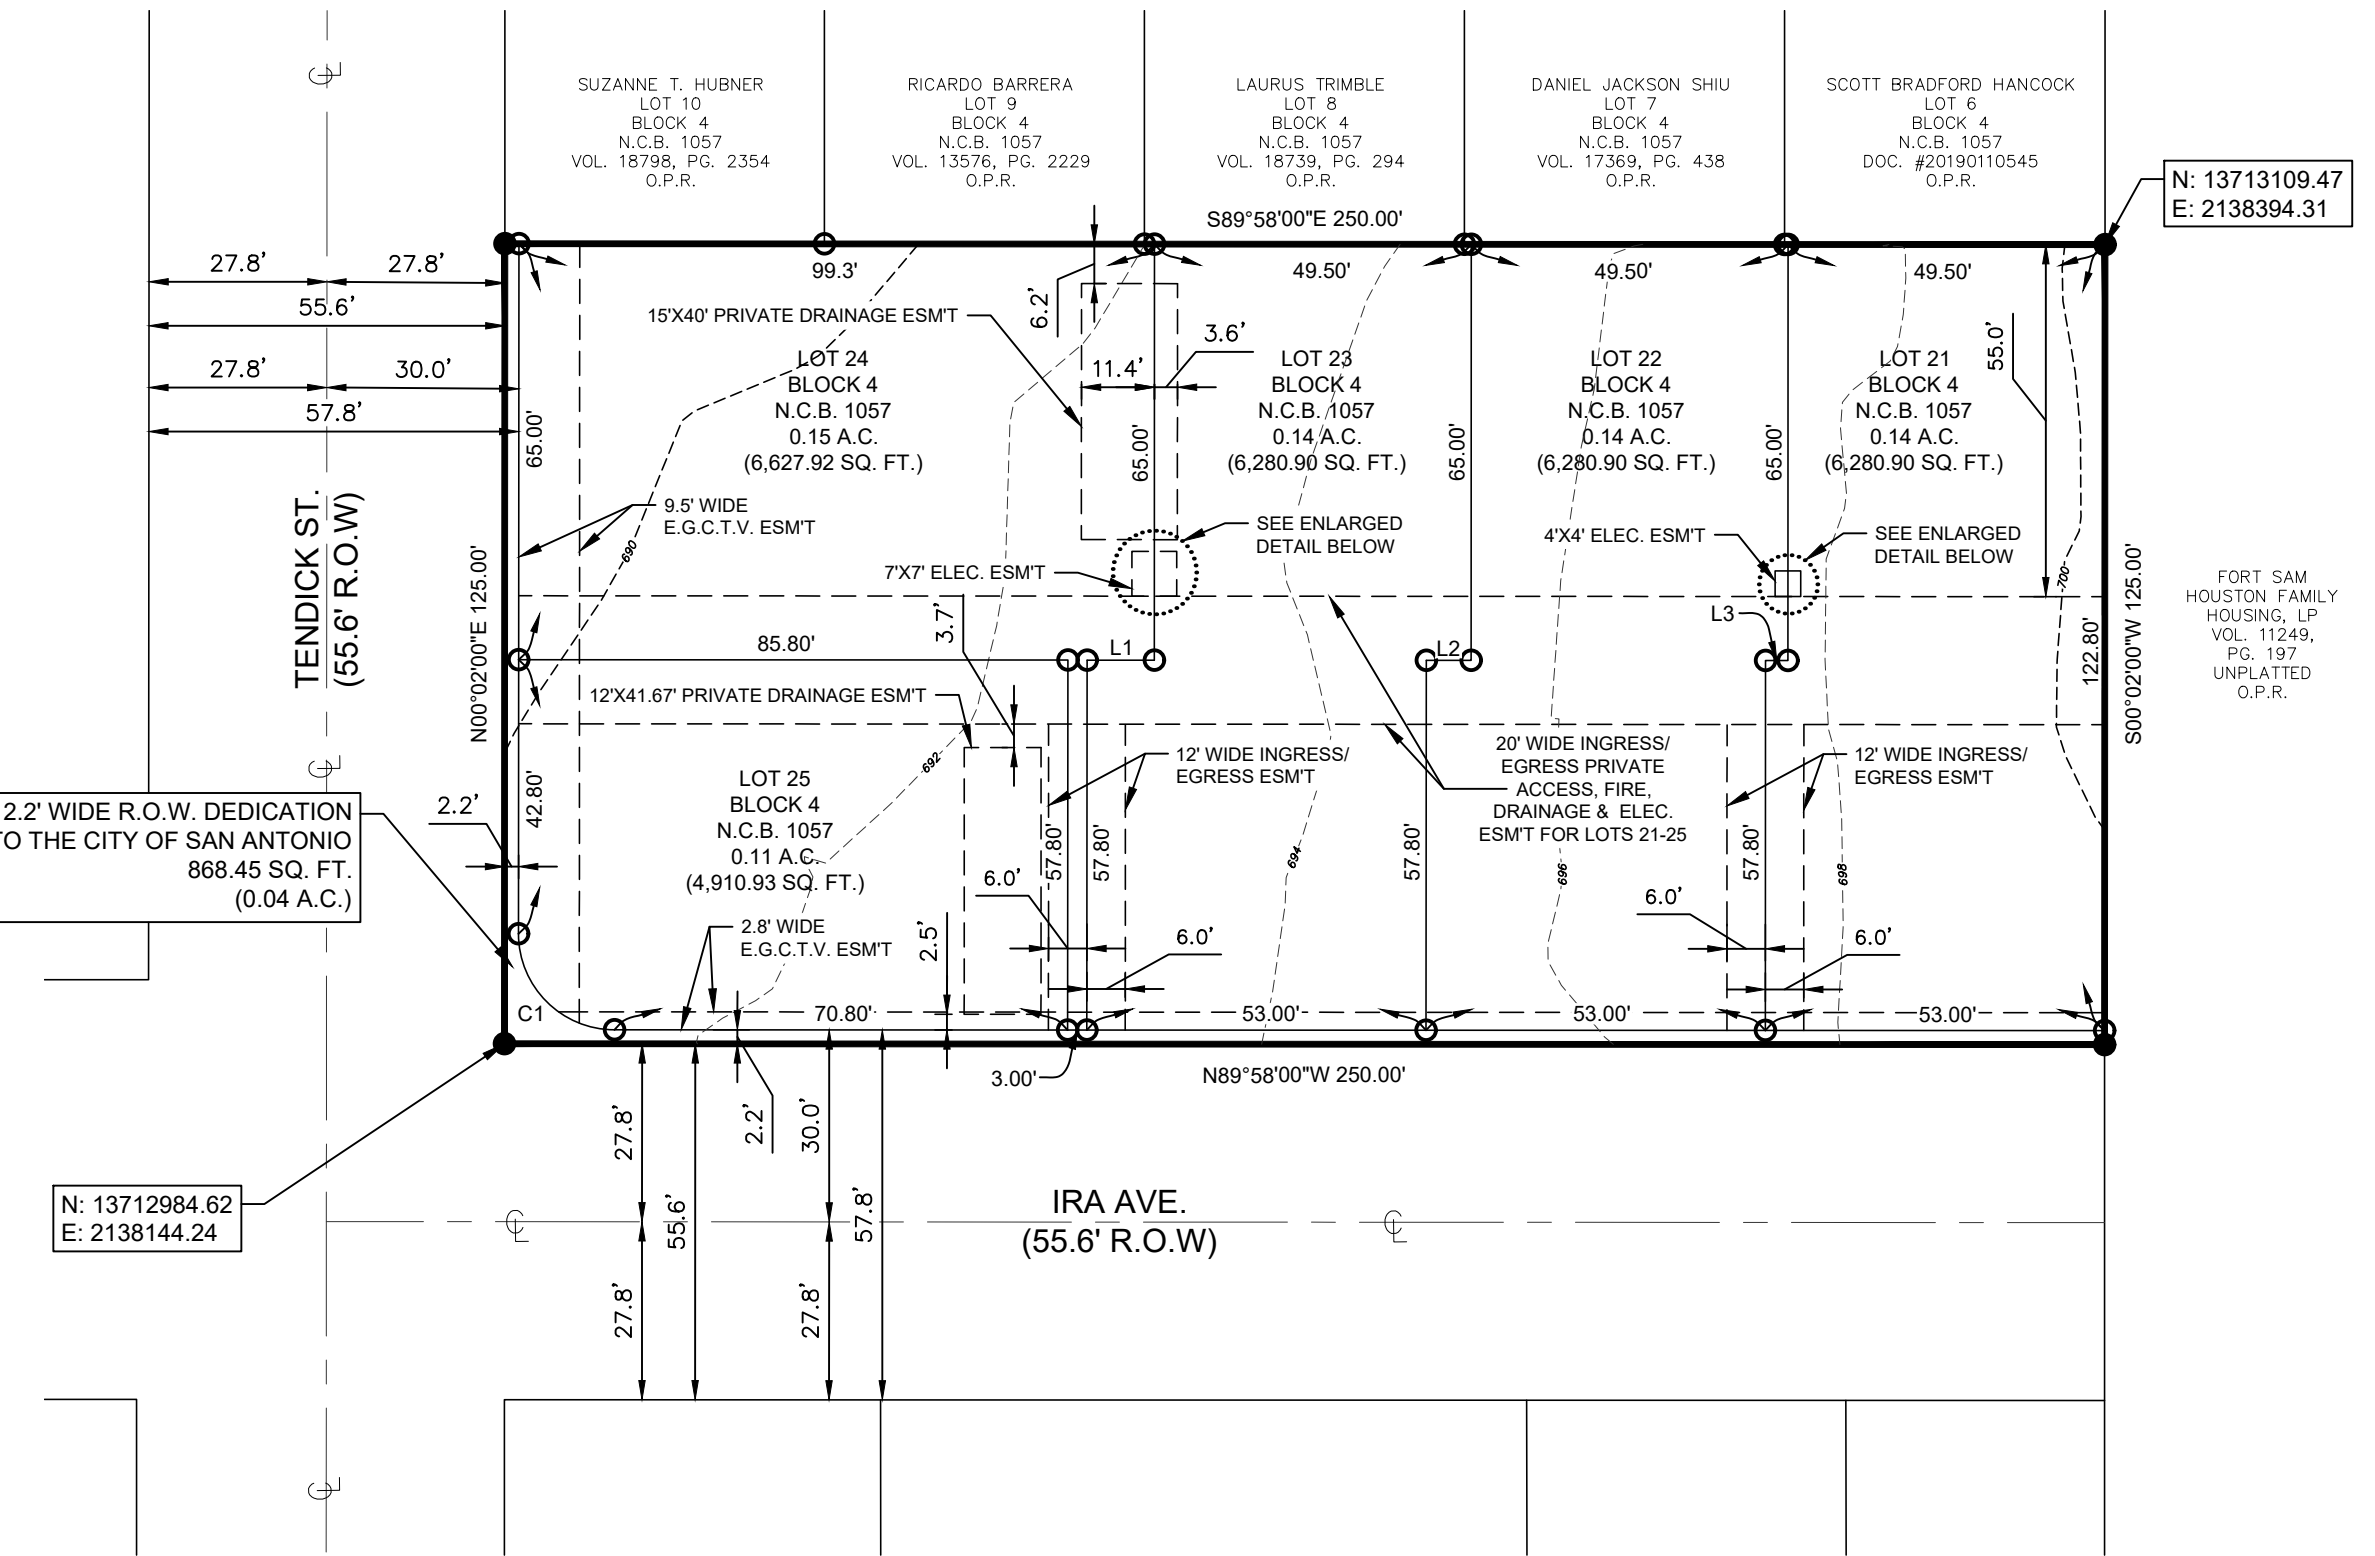 SUZANNE T. HUBNER
LOT 10
BLOCK 4
N.C.B. 1057
VOL. 18798, PG. 2354
O.P.R.
RICARDO BARRERA
LOT 9
BLOCK 4
N.C.B. 1057
VOL. 13576, PG. 2229
O.P.R.
LAURUS TRIMBLE
LOT 8
BLOCK 4
N.C.B. 1057
VOL. 18739, PG. 294
O.P.R.
DANIEL JACKSON SHIU
LOT 7
BLOCK 4
N.C.B. 1057
VOL. 17369, PG. 438
O.P.R.
SCOTT BRADFORD HANCOCK
LOT 6
BLOCK 4
N.C.B. 1057
DOC. #20190110545
O.P.R.
N: 13713109.47
E: 2138394.31
S89°58'00"E 250.00'
27.8'
27.8'
55.6'
27.8'
30.0'
57.8'
99.3'
49.50'
49.50'
49.50'
6.2'
15'X40' PRIVATE DRAINAGE ESM'T
3.6'
11.4'
55.0'
LOT 24
BLOCK 4
N.C.B. 1057
0.15 A.C.
(6,627.92 SQ. FT.)
LOT 23
BLOCK 4
N.C.B. 1057
0.14 A.C.
(6,280.90 SQ. FT.)
LOT 22
BLOCK 4
N.C.B. 1057
0.14 A.C.
(6,280.90 SQ. FT.)
LOT 21
BLOCK 4
N.C.B. 1057
0.14 A.C.
(6,280.90 SQ. FT.)
65.00'
65.00'
65.00'
65.00'
TENDICK ST.
(55.6' R.O.W)
9.5' WIDE
E.G.C.T.V. ESM'T
690
SEE ENLARGED
DETAIL BELOW
4'X4' ELEC. ESM'T
SEE ENLARGED
DETAIL BELOW
7'X7' ELEC. ESM'T
N00°02'00"E 125.00'
S00°02'00"W 125.00'
700
FORT SAM
HOUSTON FAMILY
HOUSING, LP
VOL. 11249,
PG. 197
UNPLATTED
O.P.R.
3.7'
85.80'
L1
L2
L3
122.80'
12'X41.67' PRIVATE DRAINAGE ESM'T
692
12' WIDE INGRESS/
EGRESS ESM'T
20' WIDE INGRESS/
EGRESS PRIVATE
ACCESS, FIRE,
DRAINAGE & ELEC.
ESM'T FOR LOTS 21-25
12' WIDE INGRESS/
EGRESS ESM'T
LOT 25
BLOCK 4
N.C.B. 1057
0.11 A.C.
(4,910.93 SQ. FT.)
2.2' WIDE R.O.W. DEDICATION
TO THE CITY OF SAN ANTONIO
868.45 SQ. FT.
(0.04 A.C.)
2.2'
42.80'
57.80'
57.80'
57.80'
57.80'
694
696
698
6.0'
6.0'
6.0'
6.0'
2.8' WIDE
E.G.C.T.V. ESM'T
2.5'
C1
70.80'
53.00'
53.00'
53.00'
3.00'
N89°58'00"W 250.00'
27.8'
2.2'
30.0'
55.6'
57.8'
27.8'
27.8'
N: 13712984.62
E: 2138144.24
IRA AVE.
(55.6' R.O.W)